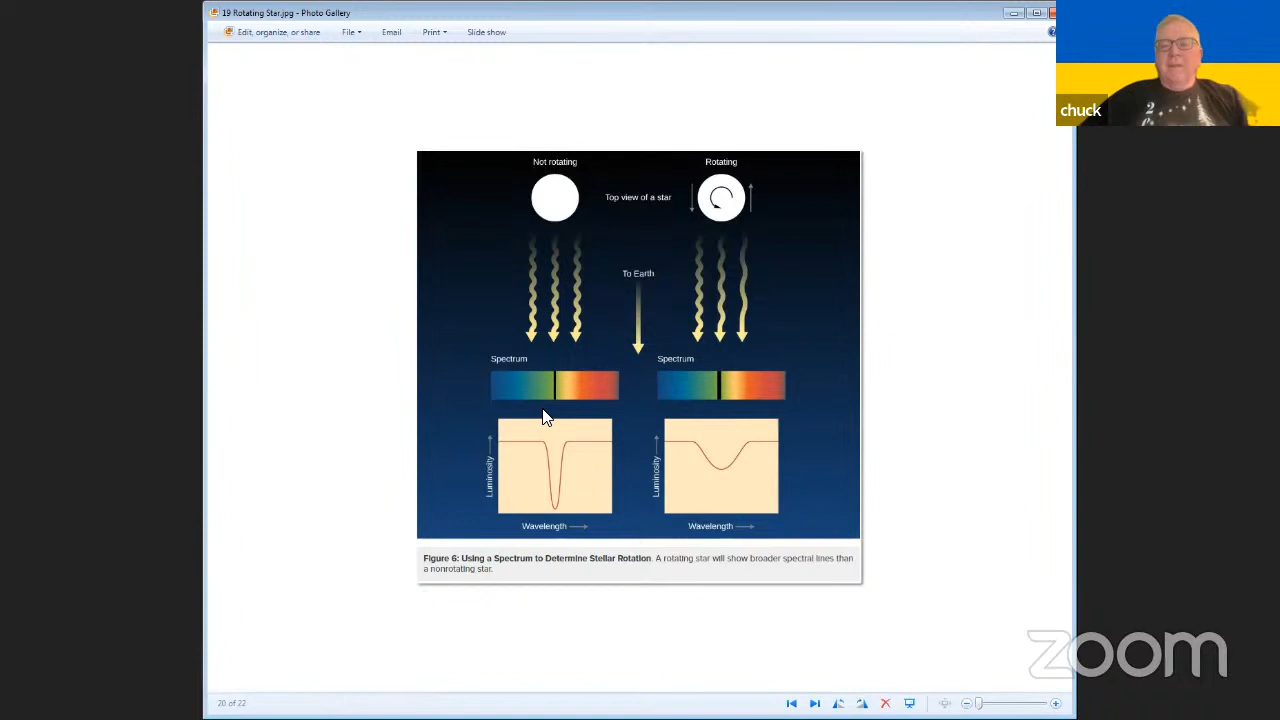 19 Rotating Star.jpg - Photo Gallery
Edit, organize, or share File Email Print Slide show
chuck
Not rotating Rotating
Top view of a star
To Earth
Spectrum Spectrum
Luminosity Luminosity
Wavelength Wavelength
Figure 6: Using a Spectrum to Determine Stellar Rotation. A rotating star will show broader spectral lines than
a nonrotating star.
zoom
20 of 22